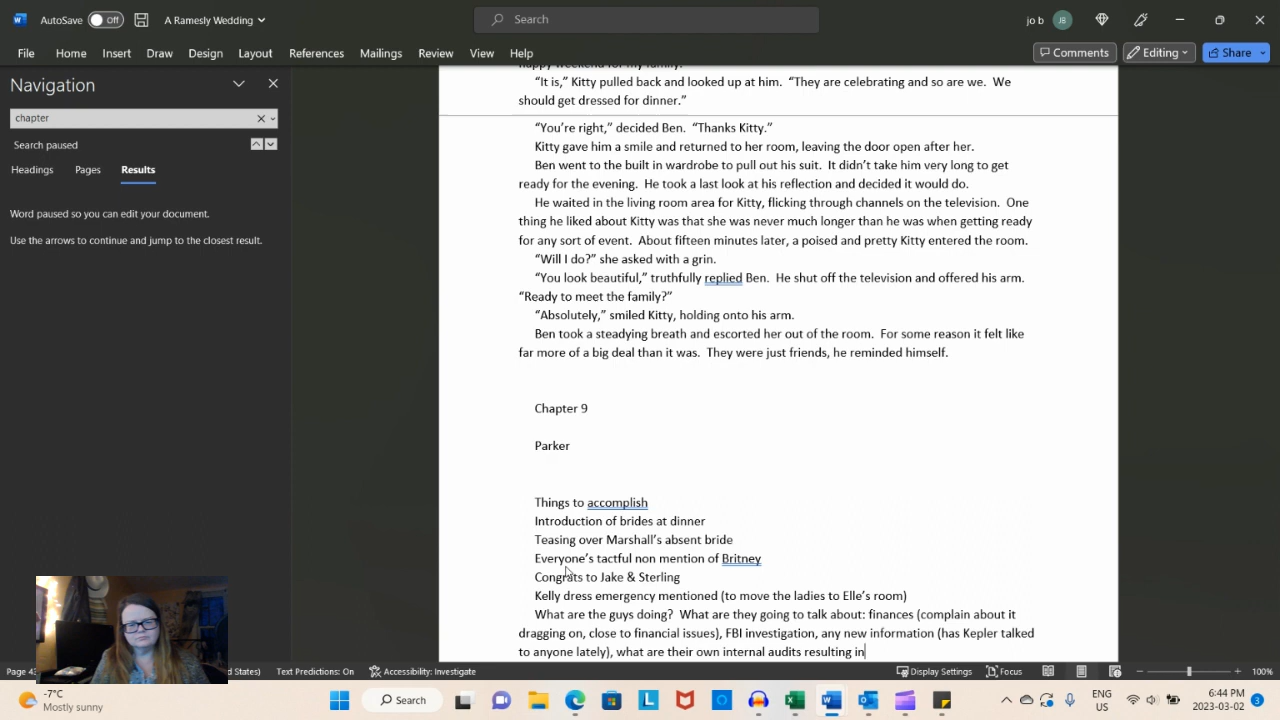 AutoSave Off A Ramesly Wedding Search jo b JB
File Home Insert Draw Design Layout References Mailings Review View Help Comments Editing Share
Navigation
chapter
Search paused
Headings Pages Results
Word paused so you can edit your document.
Use the arrows to continue and jump to the closest result.
happy weekend for my family.”
“It is,” Kitty pulled back and looked up at him.  “They are celebrating and so are we.  We
should get dressed for dinner.”
“You’re right,” decided Ben.  “Thanks Kitty.”
Kitty gave him a smile and returned to her room, leaving the door open after her.
Ben went to the built in wardrobe to pull out his suit.  It didn’t take him very long to get
ready for the evening.  He took a last look at his reflection and decided it would do.
He waited in the living room area for Kitty, flicking through channels on the television.  One
thing he liked about Kitty was that she was never much longer than he was when getting ready
for any sort of event.  About fifteen minutes later, a poised and pretty Kitty entered the room.
“Will I do?” she asked with a grin.
“You look beautiful,” truthfully replied Ben.  He shut off the television and offered his arm.
“Ready to meet the family?”
“Absolutely,” smiled Kitty, holding onto his arm.
Ben took a steadying breath and escorted her out of the room.  For some reason it felt like
far more of a big deal than it was.  They were just friends, he reminded himself.
Chapter 9
Parker
Things to accomplish
Introduction of brides at dinner
Teasing over Marshall’s absent bride
Everyone’s tactful non mention of Britney
Congrats to Jake & Sterling
Kelly dress emergency mentioned (to move the ladies to Elle’s room)
What are the guys doing?  What are they going to talk about: finances (complain about it
dragging on, close to financial issues), FBI investigation, any new information (has Kepler talked
to anyone lately), what are their own internal audits resulting in
Page 43 States) Text Predictions: On Accessibility: Investigate Display Settings Focus
-7°C
Mostly sunny
Search
ENG
US
6:44 PM
2023-03-02
3